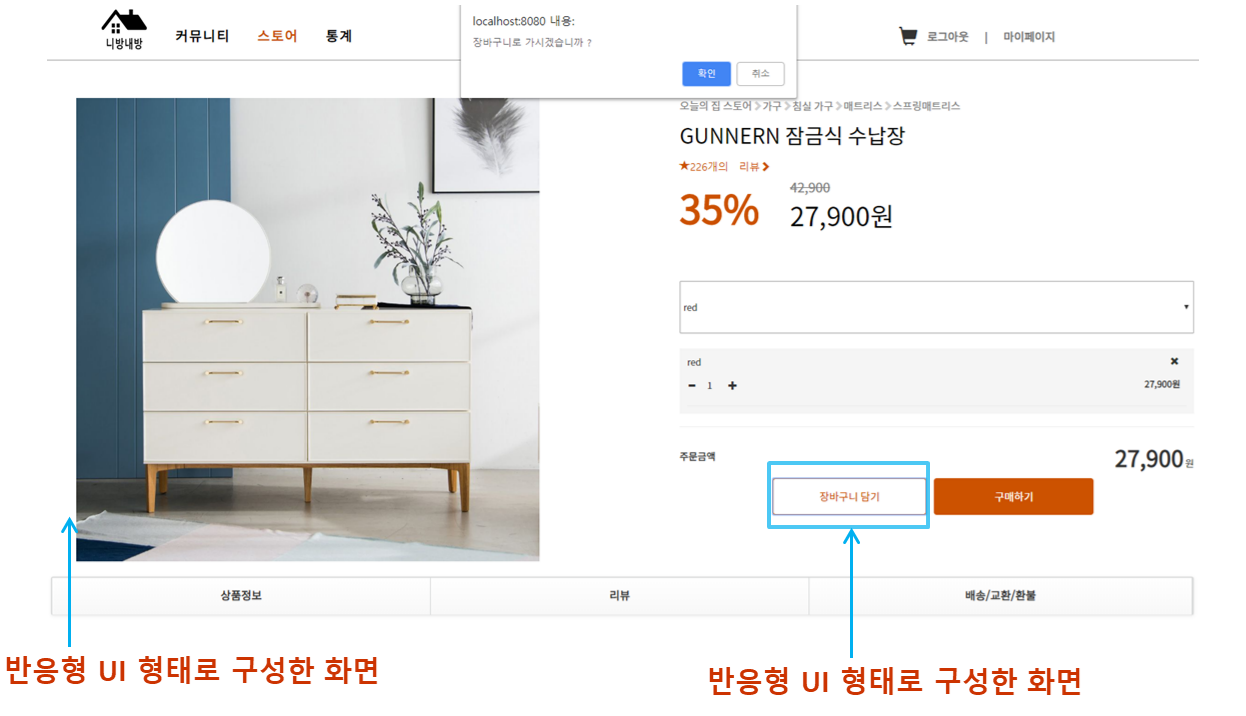 니방내방
커뮤니티 스토어 통계
localhost:8080 내용:
장바구니로 가시겠습니까 ?
확인 취소
로그아웃 | 마이페이지
오늘의 집 스토어 > 가구 > 침실 가구 > 매트리스 > 스프링매트리스
GUNNERN 잠금식 수납장
★226개의 리뷰 >
42,900
35% 27,900원
red ▼
red ✖
− 1 + 27,900원
주문금액 27,900 원
장바구니 담기 구매하기
상품정보 리뷰 배송/교환/환불
반응형 UI 형태로 구성한 화면
반응형 UI 형태로 구성한 화면